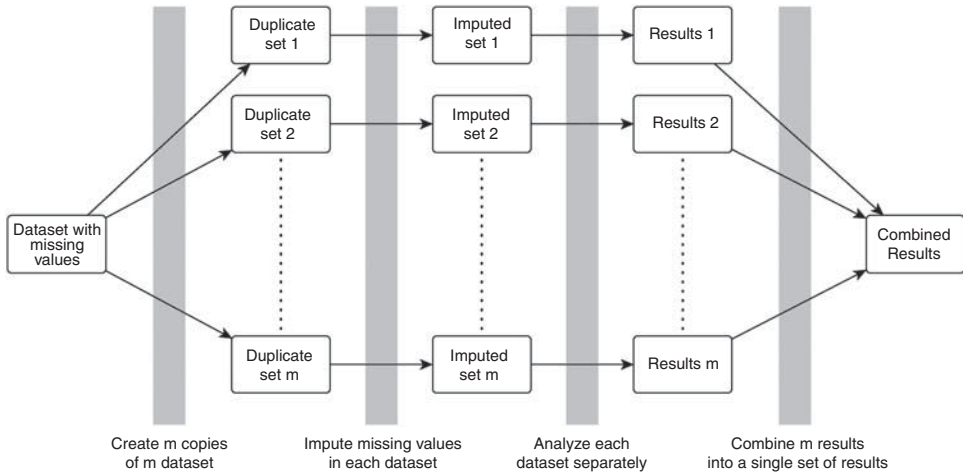 Duplicate
set 1
Imputed
set 1
Results 1
Duplicate
set 2
Imputed
set 2
Results 2
Dataset with
missing
values
Combined
Results
Duplicate
set m
Imputed
set m
Results m
Create m copies
of m dataset
Impute missing values
in each dataset
Analyze each
dataset separately
Combine m results
into a single set of results